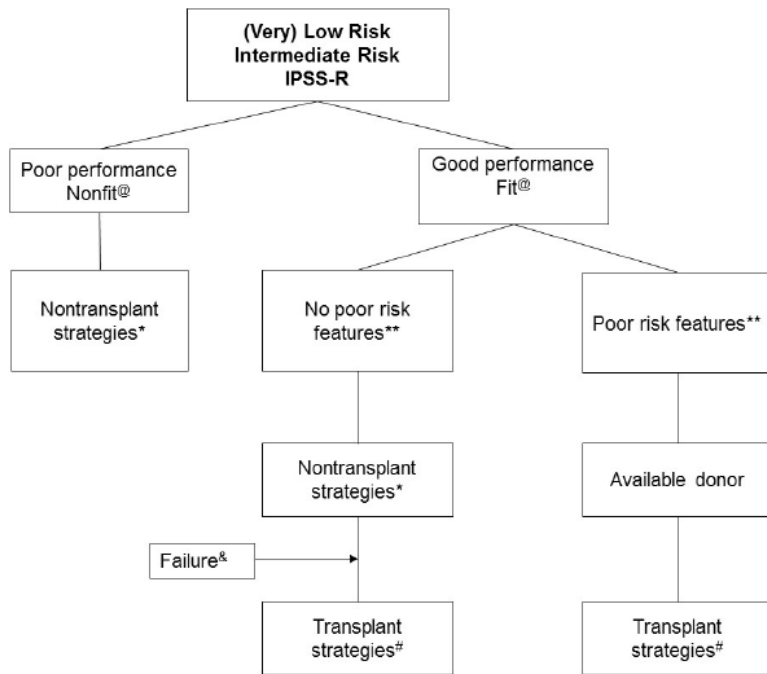 (Very) Low Risk
Intermediate Risk
IPSS-R
Poor performance
Nonfit@
Good performance
Fit@
Nontransplant
strategies*
No poor risk
features**
Poor risk features**
Nontransplant
strategies*
Available donor
Failure&
Transplant
strategies#
Transplant
strategies#